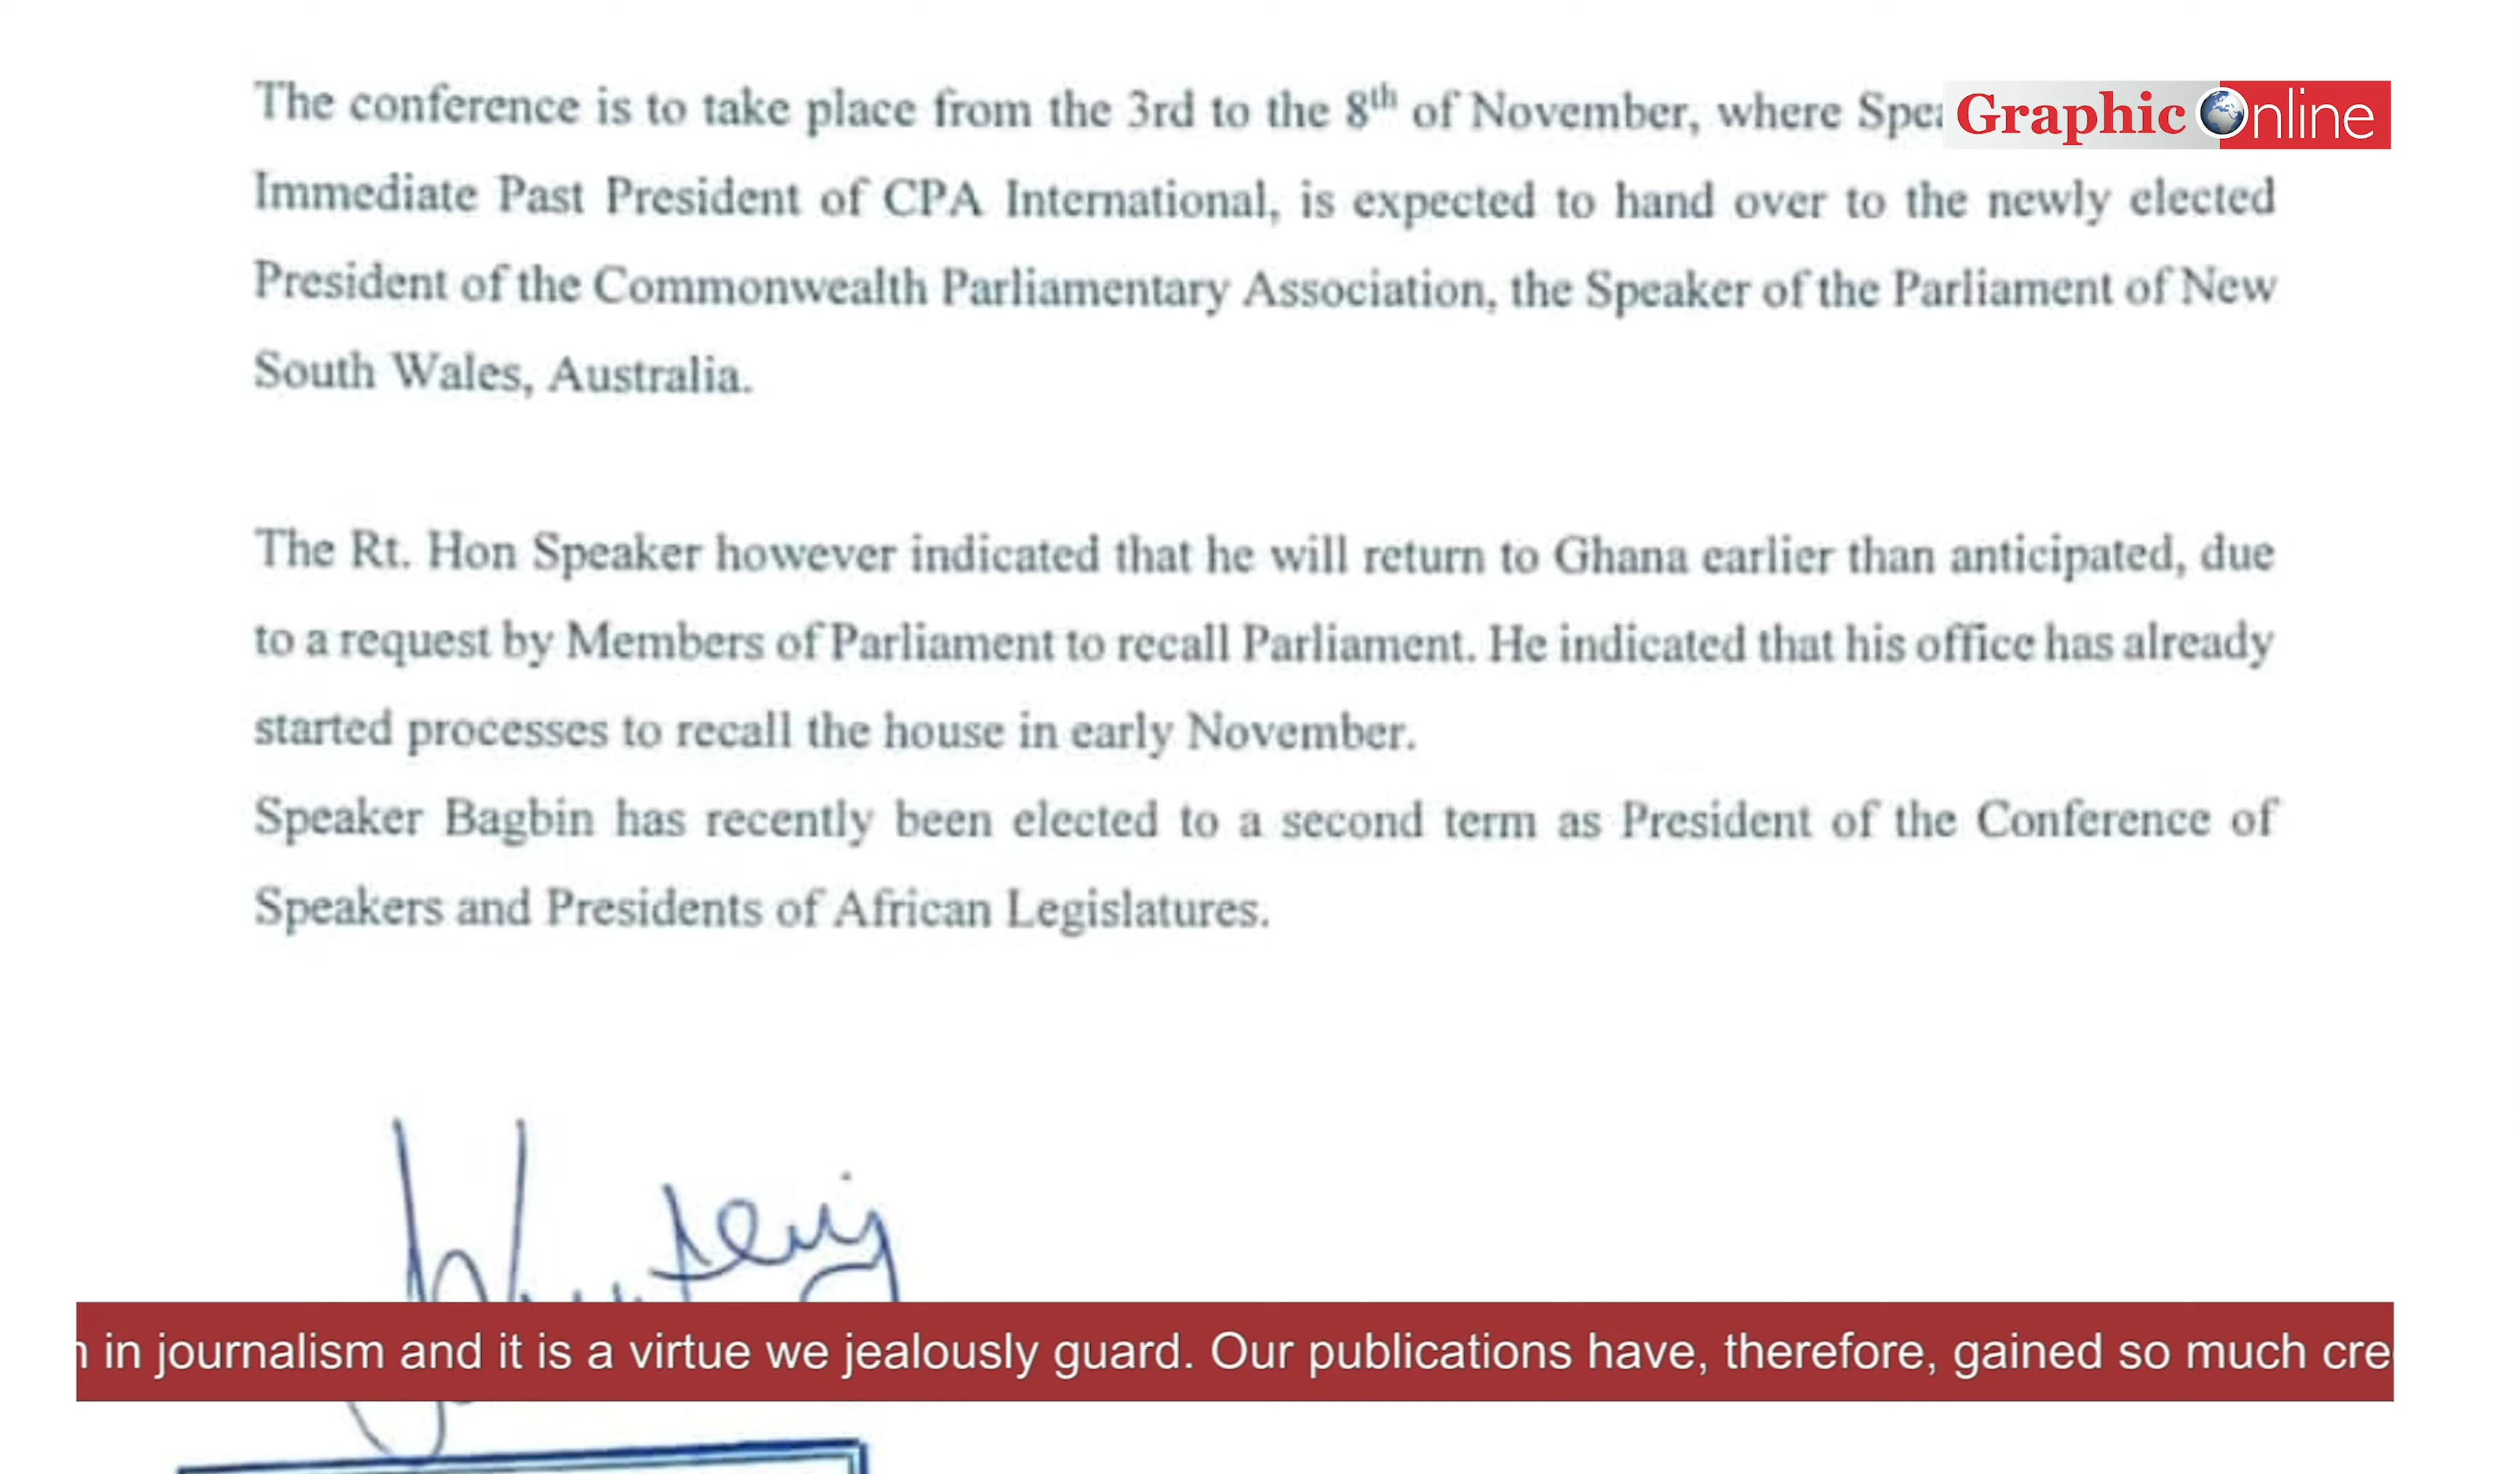 The conference is to take place from the 3rd to the 8th of November, where
Graphic Online
Immediate Past President of CPA International, is expected to hand over to the newly elected
President of the Commonwealth Parliamentary Association, the Speaker of the Parliament of New
South Wales, Australia.
The Rt. Hon Speaker however indicated that he will return to Ghana earlier than anticipated, due
to a request by Members of Parliament to recall Parliament. He indicated that his office has already
started processes to recall the house in early November.
Speaker Bagbin has recently been elected to a second term as President of the Conference of
Speakers and Presidents of African Legislatures.
in journalism and it is a virtue we jealously guard. Our publications have, therefore, gained so much